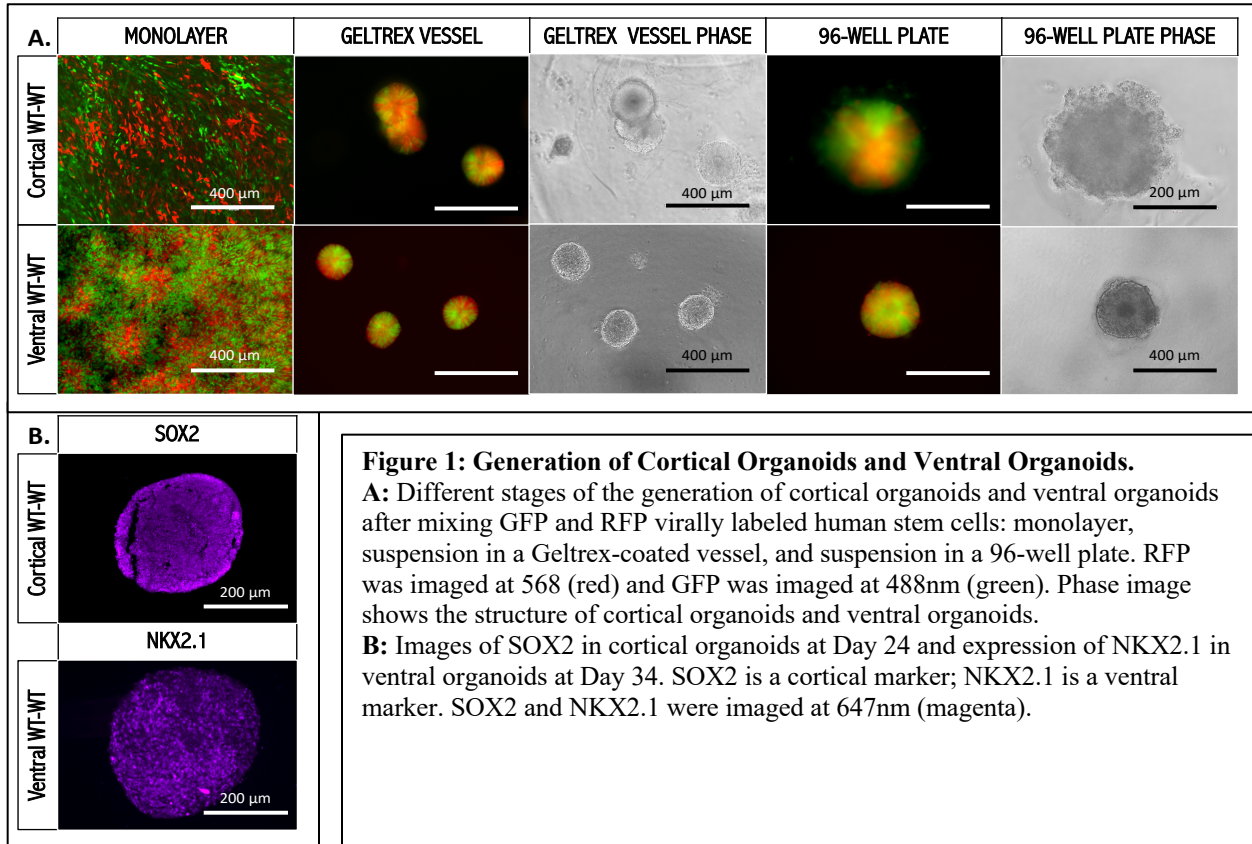 A.
MONOLAYER
GELTREX VESSEL
GELTREX VESSEL PHASE
96-WELL PLATE
96-WELL PLATE PHASE
Cortical WT-WT
400 µm
400 µm
200 µm
Ventral WT-WT
400 µm
400 µm
400 µm
B.
SOX2
Cortical WT-WT
200 µm
NKX2.1
Ventral WT-WT
200 µm
Figure 1: Generation of Cortical Organoids and Ventral Organoids.
A: Different stages of the generation of cortical organoids and ventral organoids
after mixing GFP and RFP virally labeled human stem cells: monolayer,
suspension in a Geltrex-coated vessel, and suspension in a 96-well plate. RFP
was imaged at 568 (red) and GFP was imaged at 488nm (green). Phase image
shows the structure of cortical organoids and ventral organoids.
B: Images of SOX2 in cortical organoids at Day 24 and expression of NKX2.1 in
ventral organoids at Day 34. SOX2 is a cortical marker; NKX2.1 is a ventral
marker. SOX2 and NKX2.1 were imaged at 647nm (magenta).